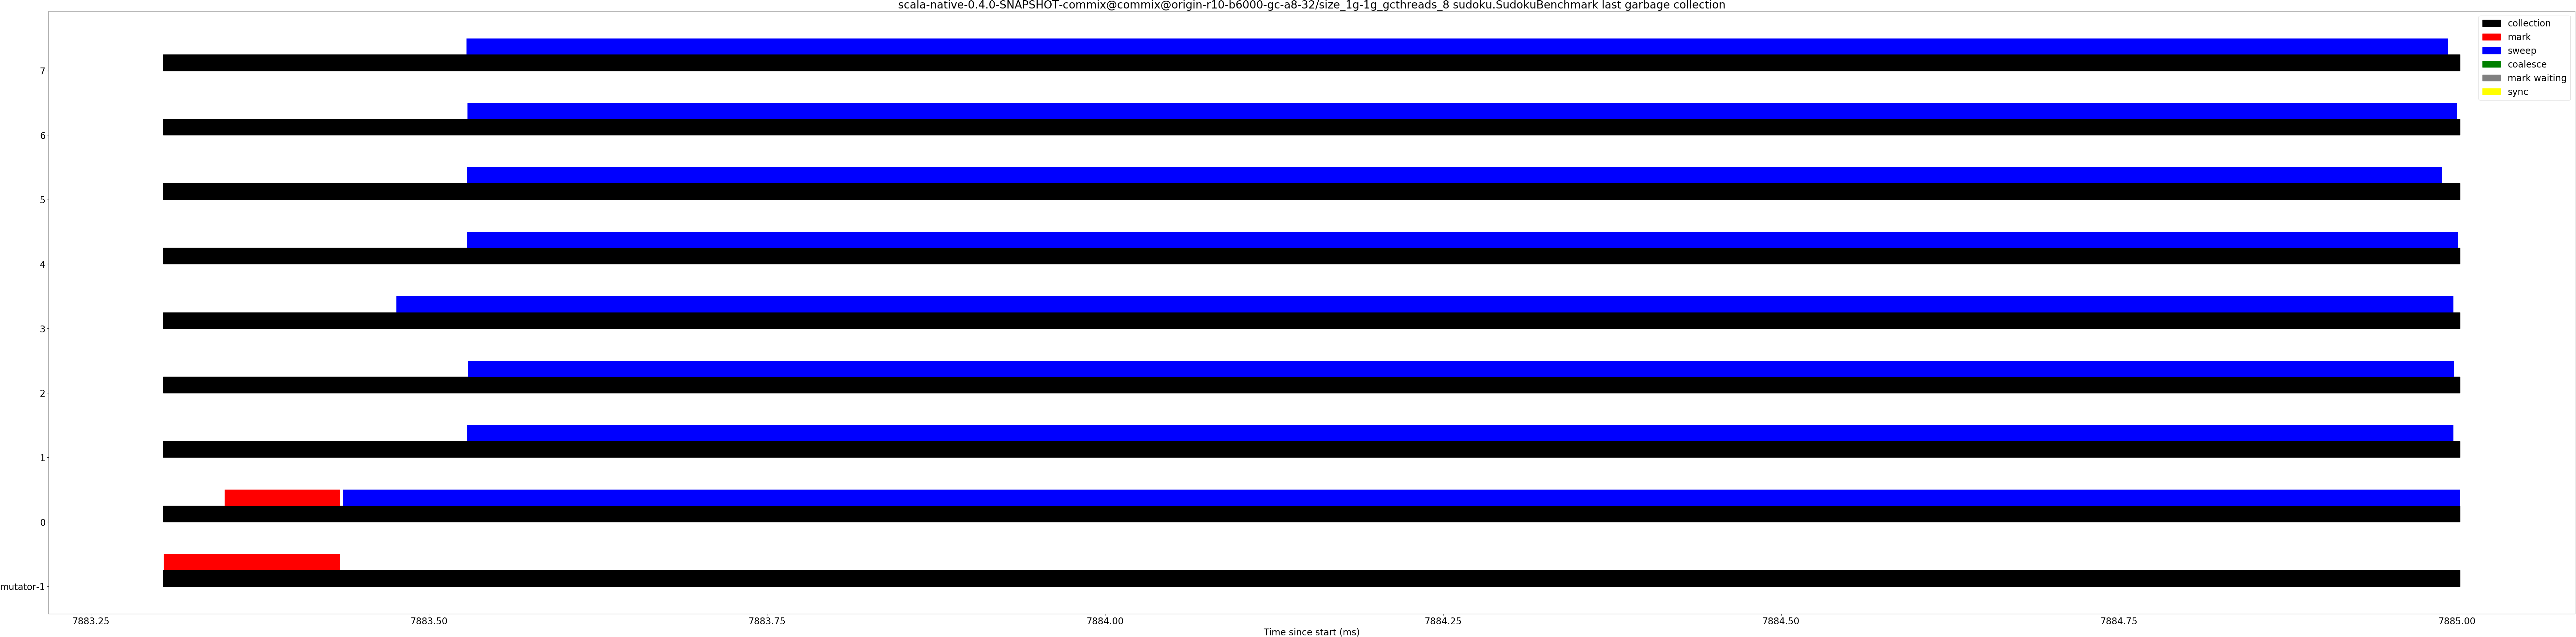 scala-native-0.4.0-SNAPSHOT-commix@commix@origin-r10-b6000-gc-a8-32/size_1g-1g_gcthreads_8 sudoku.SudokuBenchmark last garbage collection
collection
mark
sweep
coalesce
mark waiting
sync
7
6
5
4
3
2
1
0
mutator-1
7883.25 7883.50 7883.75 7884.00 7884.25 7884.50 7884.75 7885.00
Time since start (ms)